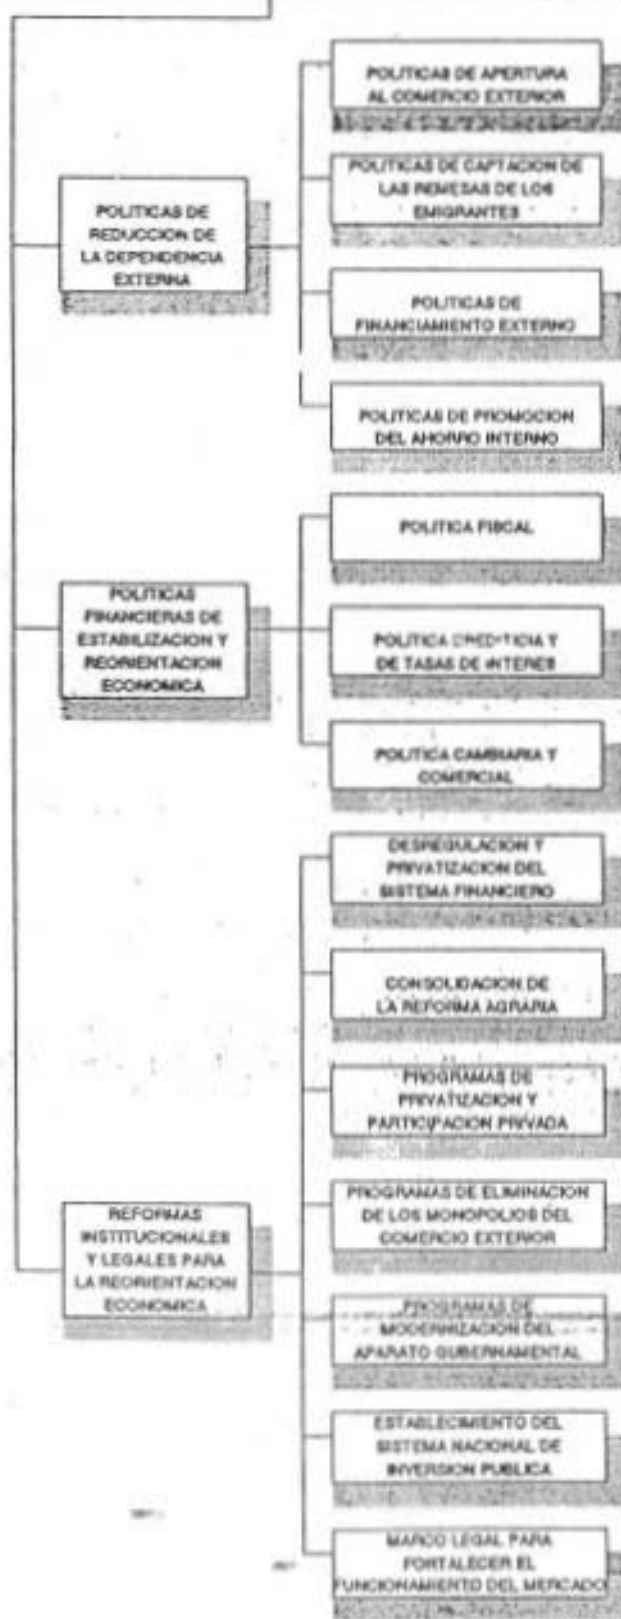 POLITICAS DE REDUCCION DE LA DEPENDENCIA EXTERNA
POLITICAS DE APERTURA
AL COMERCIO EXTERIOR
POLITICAS DE CAPTACION DE
LAS REMESAS DE LOS
EMIGRANTES
POLITICAS DE
FINANCIAMIENTO EXTERNO
POLITICAS DE PROMOCION
DEL AHORRO INTERNO
POLITICAS
FINANCIERAS DE
ESTABILIZACION Y
REORIENTACION
ECONOMICA
POLITICA FISCAL
POLITICA CREDITICIA Y
DE TASAS DE INTERES
POLITICA CAMBIARIA Y
COMERCIAL
REFORMAS
INSTITUCIONALES
Y LEGALES PARA
LA REORIENTACION
ECONOMICA
DESREGULACION Y
PRIVATIZACION DEL
SISTEMA FINANCIERO
CONSOLIDACION DE
LA REFORMA AGRARIA
PROGRAMAS DE
PRIVATIZACION Y
PARTICIPACION PRIVADA
PROGRAMAS DE ELIMINACION
DE LOS MONOPOLIOS DEL
COMERCIO EXTERIOR
PROGRAMAS DE
MODERNIZACION DEL
APARATO GUBERNAMENTAL
ESTABLECIMIENTO DEL
SISTEMA NACIONAL DE
INVERSION PUBLICA
MARCO LEGAL PARA
FORTALECER EL
FUNCIONAMIENTO DEL MERCADO